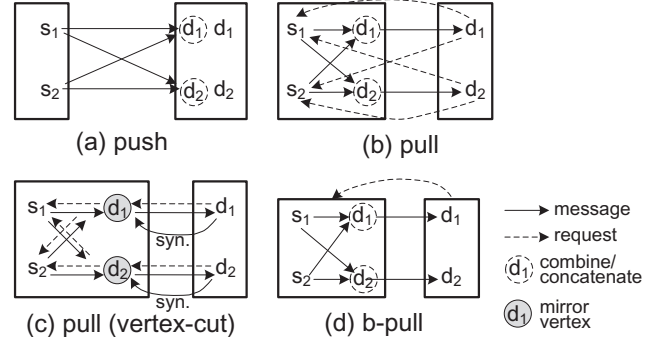 s1 d1 d1
s2 d2 d2
(a) push
s1 d1 d1
s2 d2 d2
(b) pull
s1 d1 d1
syn.
s2 d2 d2
syn.
(c) pull (vertex-cut)
s1 d1 d1
s2 d2 d2
(d) b-pull
message
request
d1 combine/
concatenate
d1 mirror
vertex